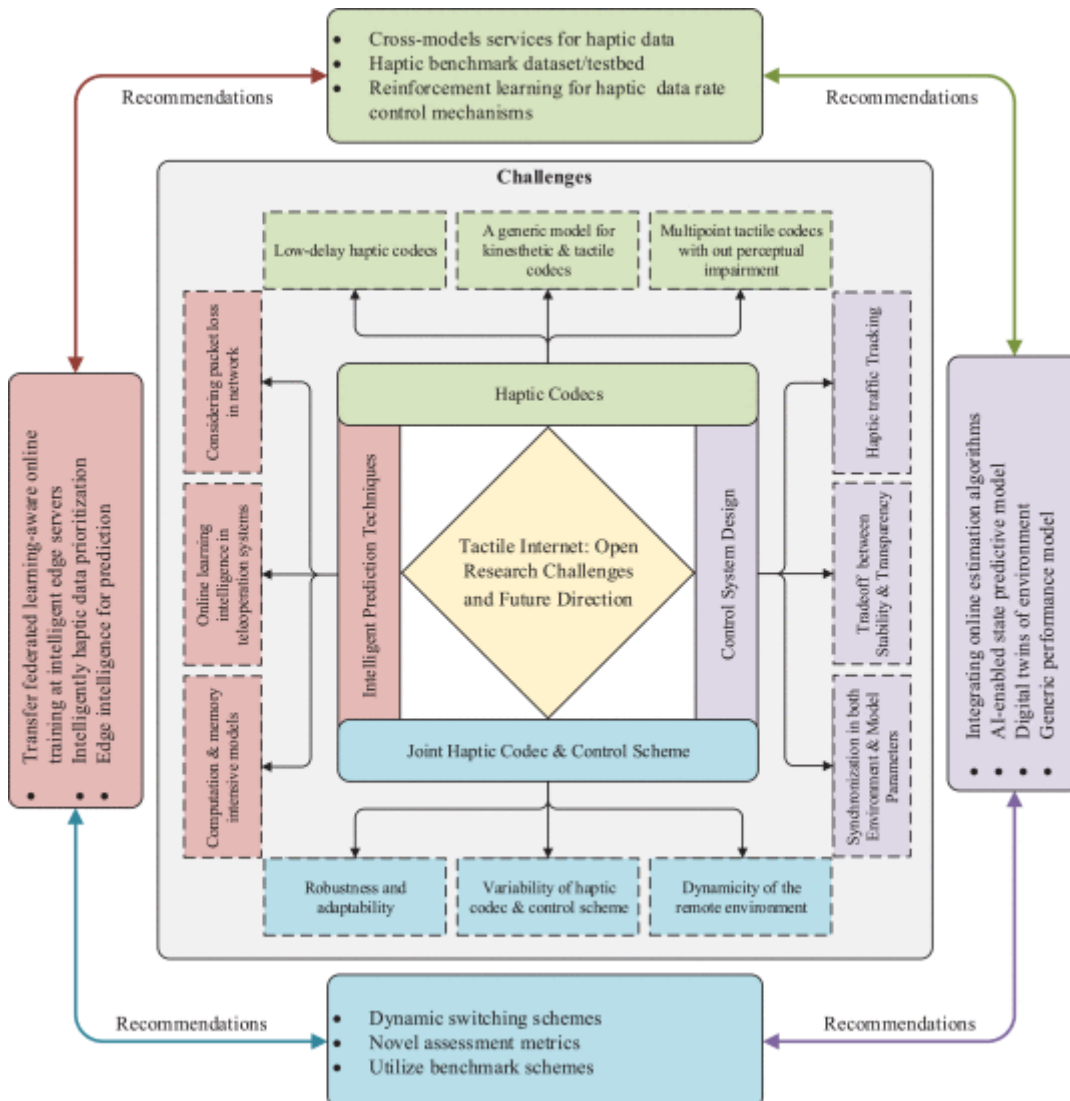 • Cross-models services for haptic data
• Haptic benchmark dataset/testbed
• Reinforcement learning for haptic data rate
control mechanisms
Recommendations
Recommendations
Challenges
Low-delay haptic codecs
A generic model for
kinesthetic & tactile
codecs
Multipoint tactile codecs
with out perceptual
impairment
Considering packet loss
in network
Online learning
intelligence in
teleoperation systems
Computation & memory
intensive models
Haptic Codecs
Intelligent Prediction Techniques
Tactile Internet: Open
Research Challenges
and Future Direction
Control System Design
Joint Haptic Codec & Control Scheme
Haptic traffic Tracking
Tradeoff between
Stability & Transparency
Synchronization in both
Environment & Model
Parameters
Robustness and
adaptability
Variability of haptic
codec & control scheme
Dynamicity of the
remote environment
• Transfer federated learning-aware online
training at intelligent edge servers
• Intelligently haptic data prioritization
• Edge intelligence for prediction
• Integrating online estimation algorithms
• AI-enabled state predictive model
• Digital twins of environment
• Generic performance model
Recommendations
Recommendations
• Dynamic switching schemes
• Novel assessment metrics
• Utilize benchmark schemes